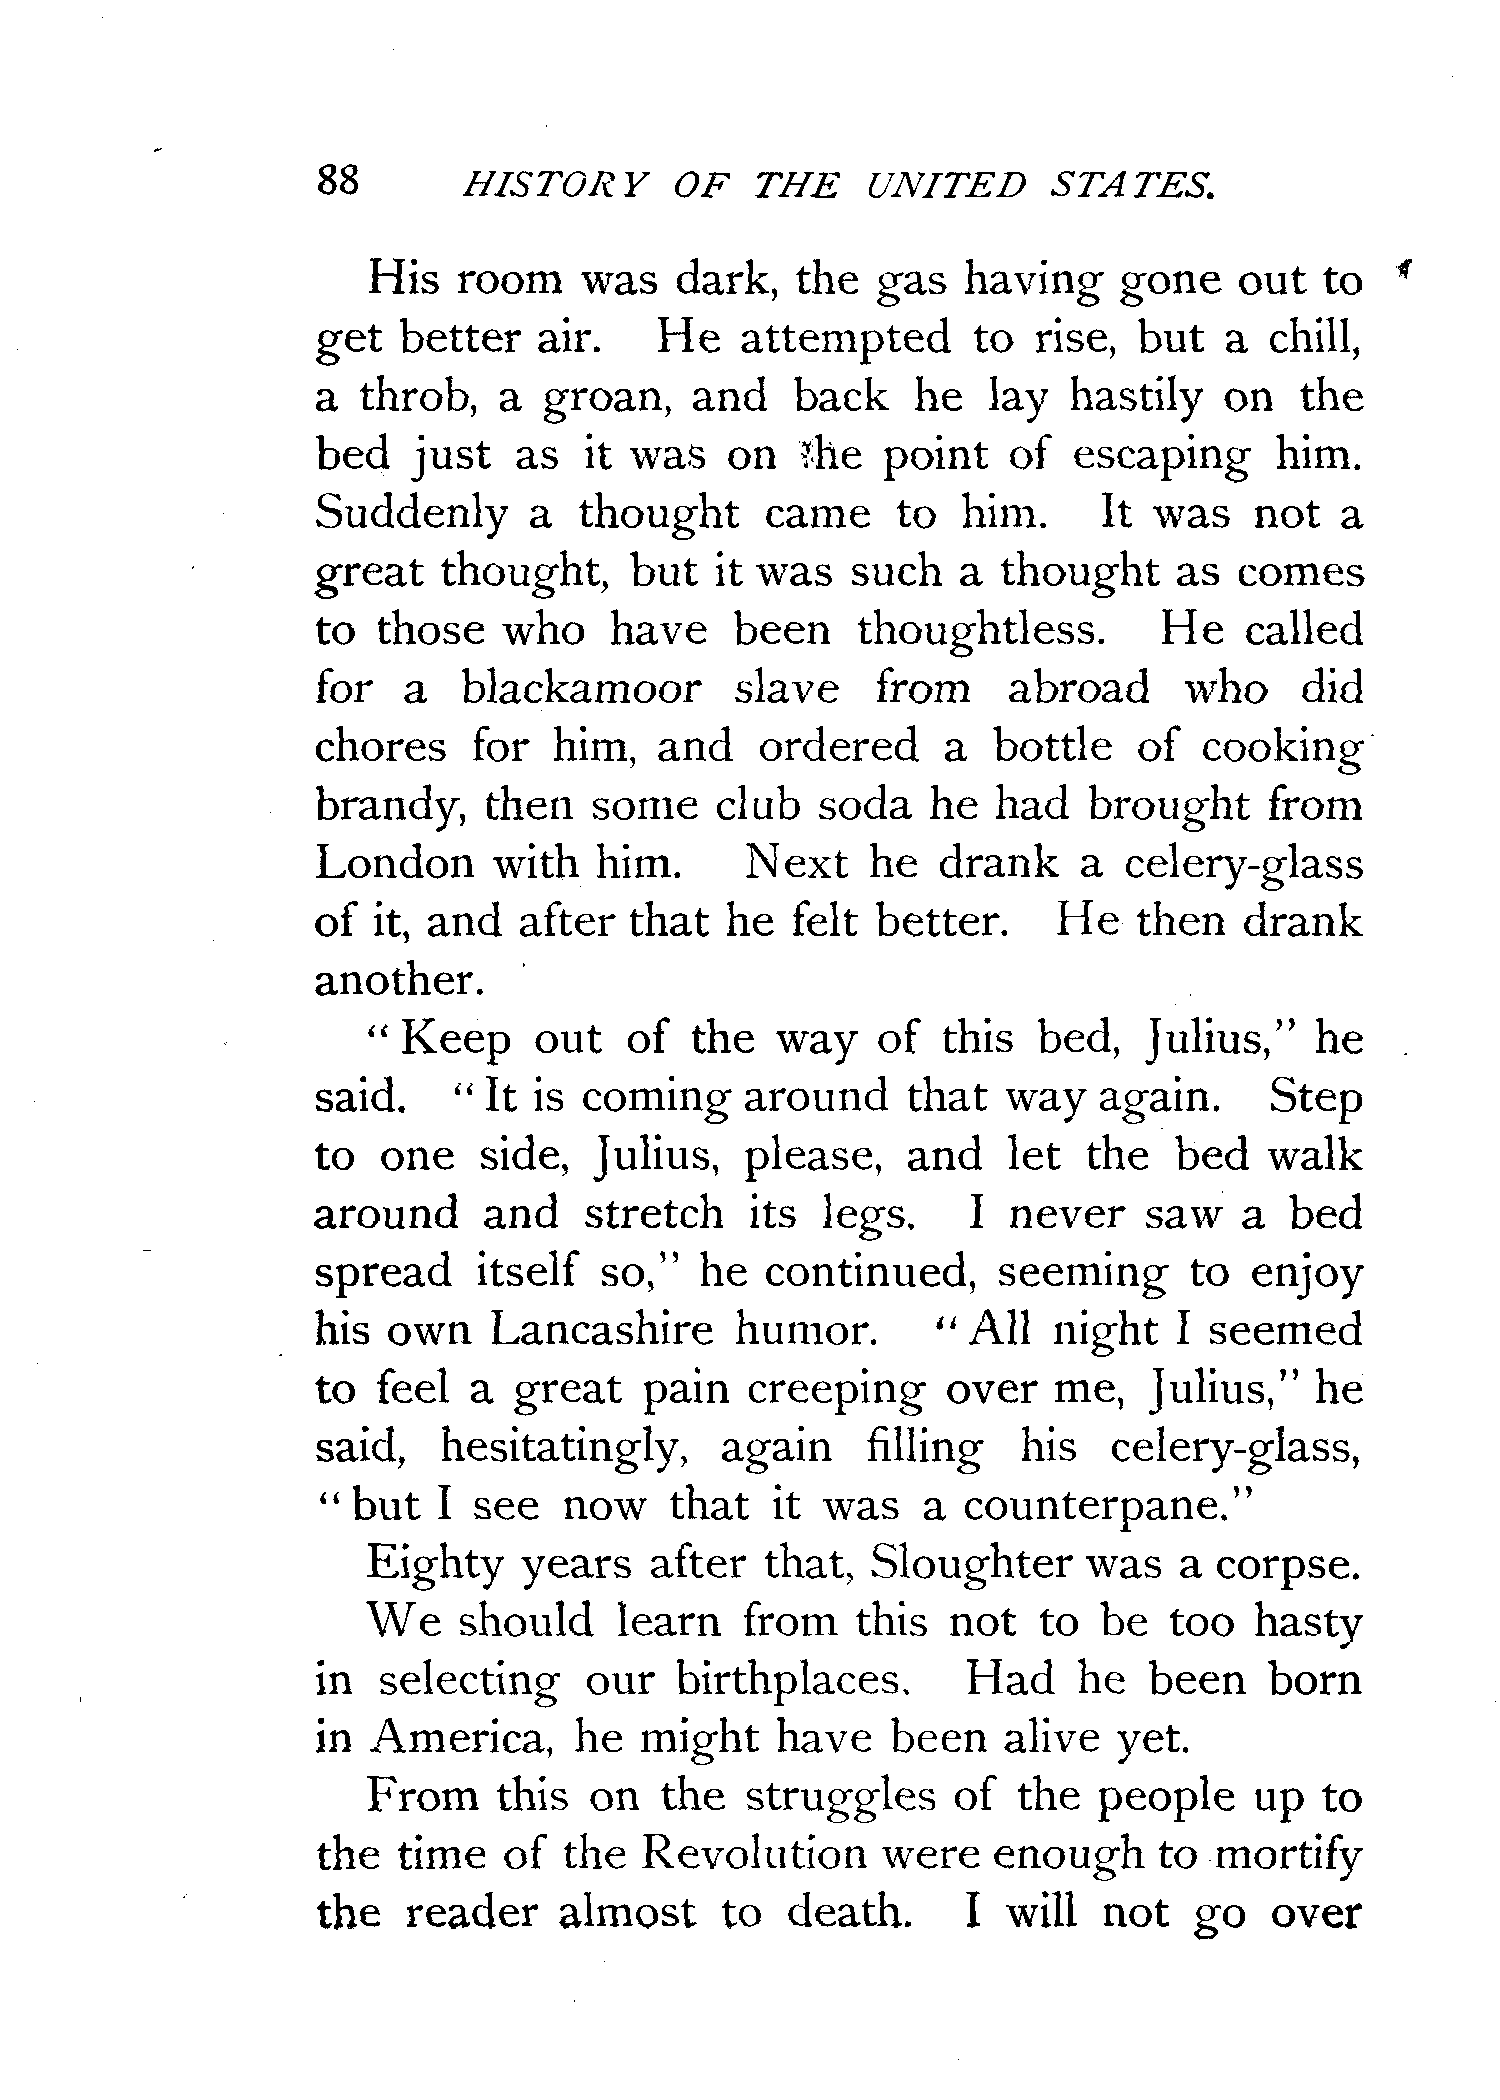 88 HISTORY OF THE UNITED STATES.
His room was dark, the gas having gone out to
get better air. He attempted to rise, but a chill,
a throb, a groan, and back he lay hastily on the
bed just as it was on the point of escaping him.
Suddenly a thought came to him. It was not a
great thought, but it was such a thought as comes
to those who have been thoughtless. He called
for a blackamoor slave from abroad who did
chores for him, and ordered a bottle of cooking
brandy, then some club soda he had brought from
London with him. Next he drank a celery-glass
of it, and after that he felt better. He then drank
another.
"Keep out of the way of this bed, Julius," he
said. "It is coming around that way again. Step
to one side, Julius, please, and let the bed walk
around and stretch its legs. I never saw a bed
spread itself so," he continued, seeming to enjoy
his own Lancashire humor. "All night I seemed
to feel a great pain creeping over me, Julius," he
said, hesitatingly, again filling his celery-glass,
"but I see now that it was a counterpane."
Eighty years after that, Sloughter was a corpse.
We should learn from this not to be too hasty
in selecting our birthplaces. Had he been born
in America, he might have been alive yet.
From this on the struggles of the people up to
the time of the Revolution were enough to mortify
the reader almost to death. I will not go over